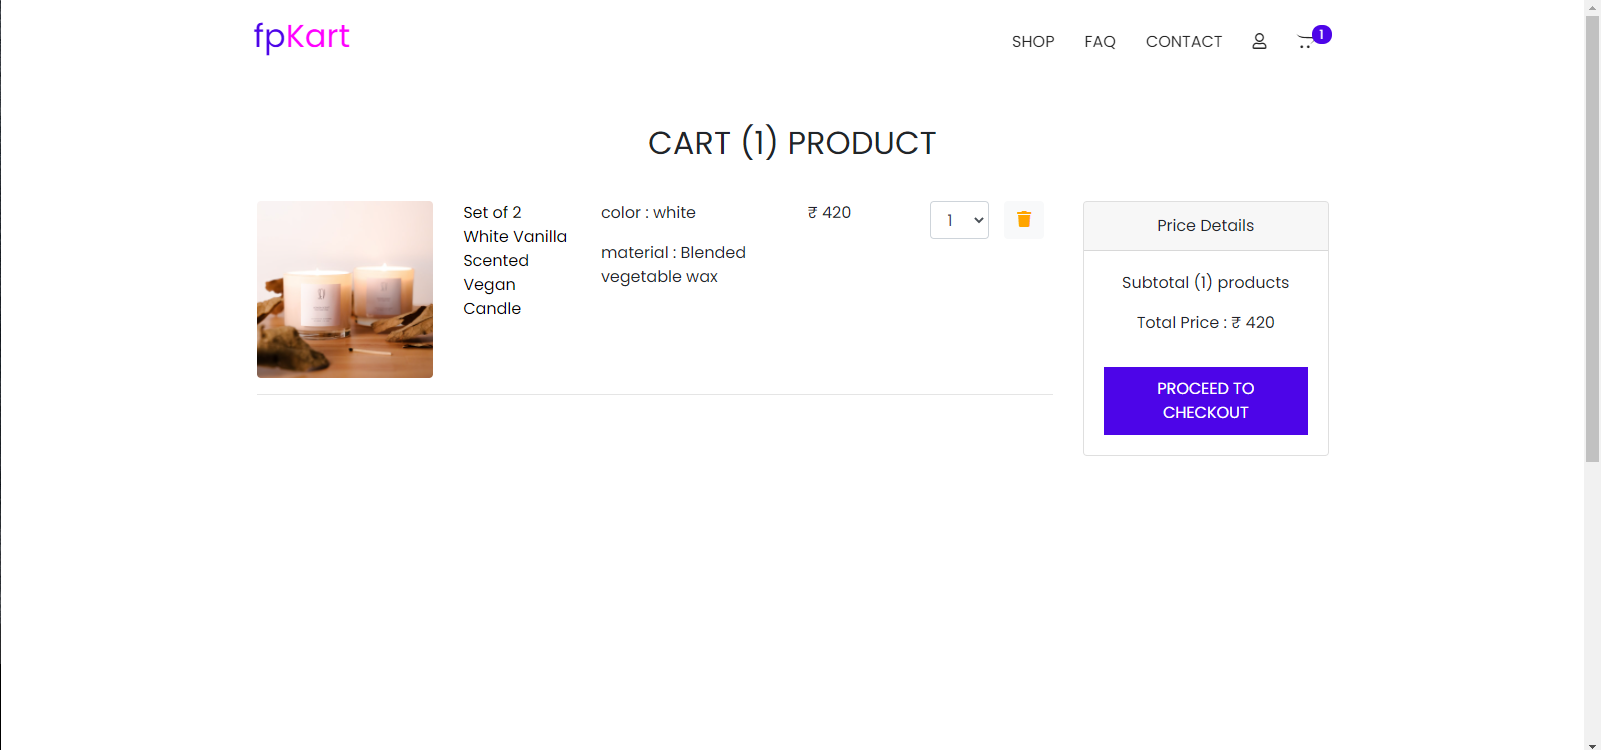 fpKart
SHOP FAQ CONTACT 1
CART (1) PRODUCT
Set of 2
White Vanilla
Scented
Vegan
Candle
color : white
material : Blended
vegetable wax
₹ 420
1
Price Details
Subtotal (1) products
Total Price : ₹ 420
PROCEED TO
CHECKOUT